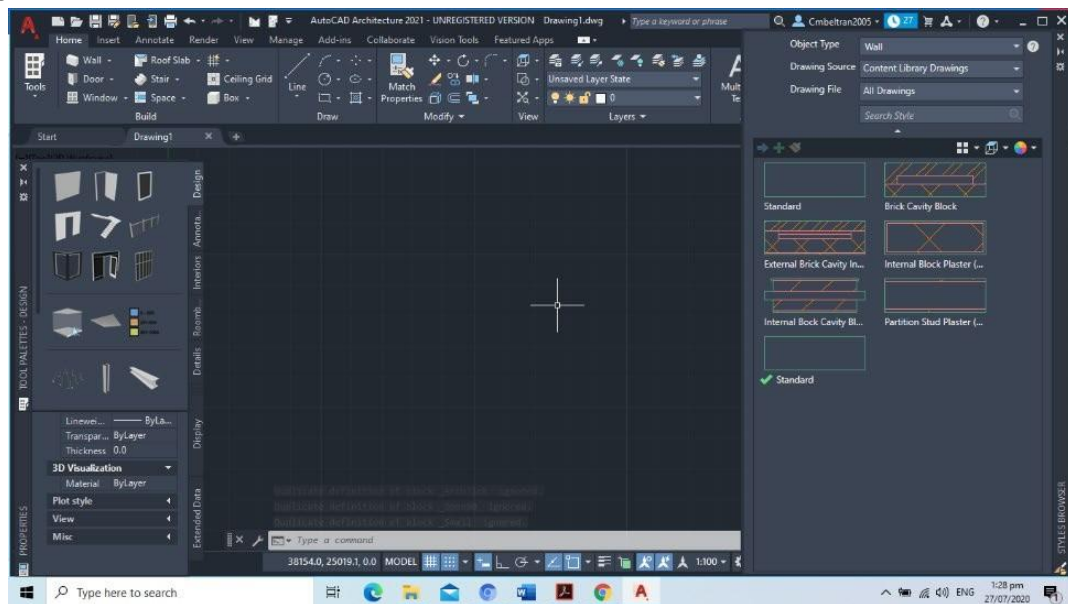 AutoCAD Architecture 2021 - UNREGISTERED VERSION Drawing1.dwg
Type a keyword or phrase
Cmbeltran2005
27
Home Insert Annotate Render View Manage Add-ins Collaborate Vision Tools Featured Apps
Tools
Wall
Door
Window
Roof Slab
Stair
Space
Ceiling Grid
Box
Build
Line
Draw
Match
Properties
Modify
View
Unsaved Layer State
0
Layers
Mult
Te
Object Type Wall
Drawing Source Content Library Drawings
Drawing File All Drawings
Search Style
Start Drawing1
Design
Annota...
Interiors
Roomb...
Details
Display
Extended Data
TOOL PALETTES - DESIGN
Standard
Brick Cavity Block
External Brick Cavity In...
Internal Block Plaster (...
Internal Bock Cavity Bl...
Partition Stud Plaster (...
Standard
Linewei... ByLa...
Transpar... ByLayer
Thickness 0.0
3D Visualization
Material ByLayer
Plot style
View
Misc
PROPERTIES
STYLES BROWSER
Type a command
38154.0, 25019.1, 0.0 MODEL
1:100
Type here to search
ENG
1:28 pm
27/07/2020